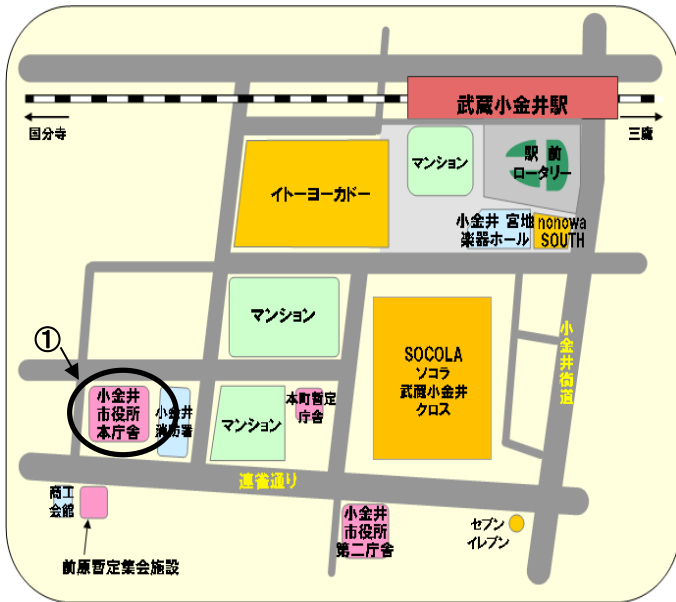 武蔵小金井駅
国分寺
三鷹
マンション
駅 前
ロータリー
イトーヨーカドー
小金井 宮地
楽器ホール
nonowa
SOUTH
マンション
小金井街道
①
SOCOLA
ソコラ
武蔵小金井
クロス
小金井
市役所
本庁舎
小金井
消防署
マンション
本町暫定
庁舎
連雀通り
商工
会館
小金井
市役所
第二庁舎
セブン
イレブン
前原暫定集会施設